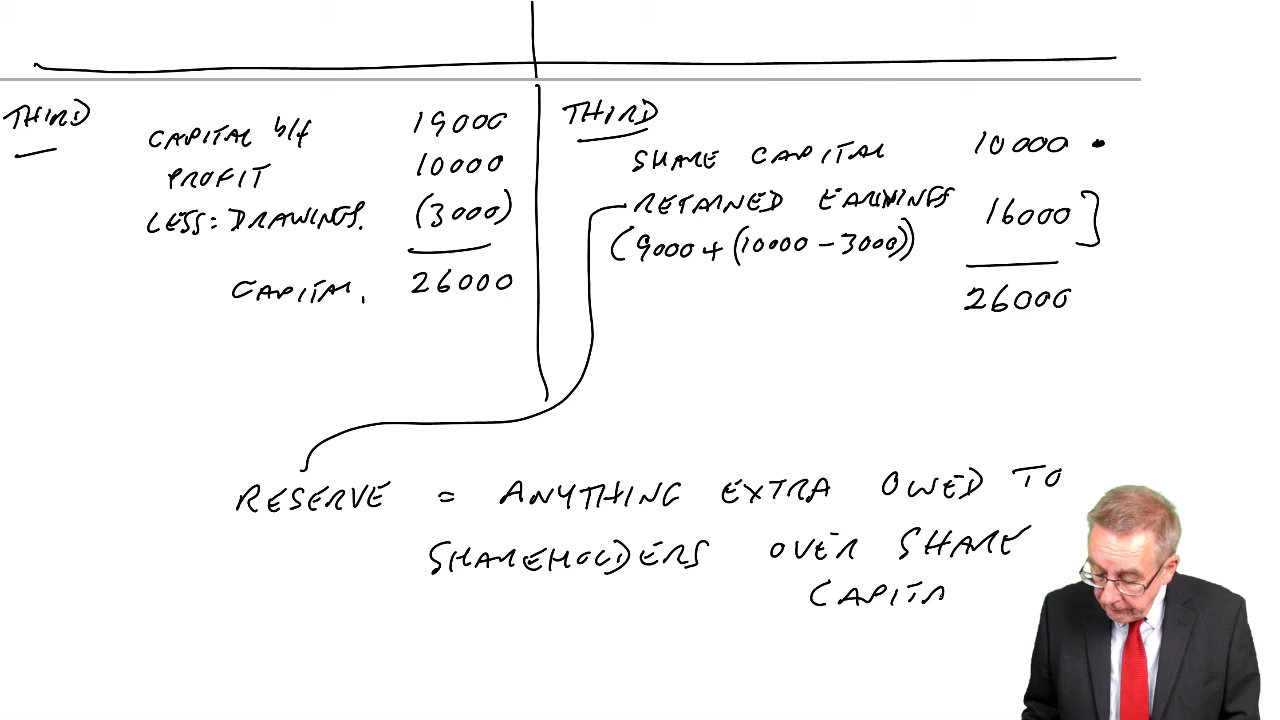 THIRD
CAPITAL b/f 19000
PROFIT 10000
LESS: DRAWINGS. (3000)
CAPITAL. 26000
THIRD
SHARE CAPITAL 10000
RETAINED EARNINGS 16000
(9000 + (10000 - 3000))
26000
RESERVE = ANYTHING EXTRA OWED TO
SHAREHOLDERS OVER SHARE
CAPITA